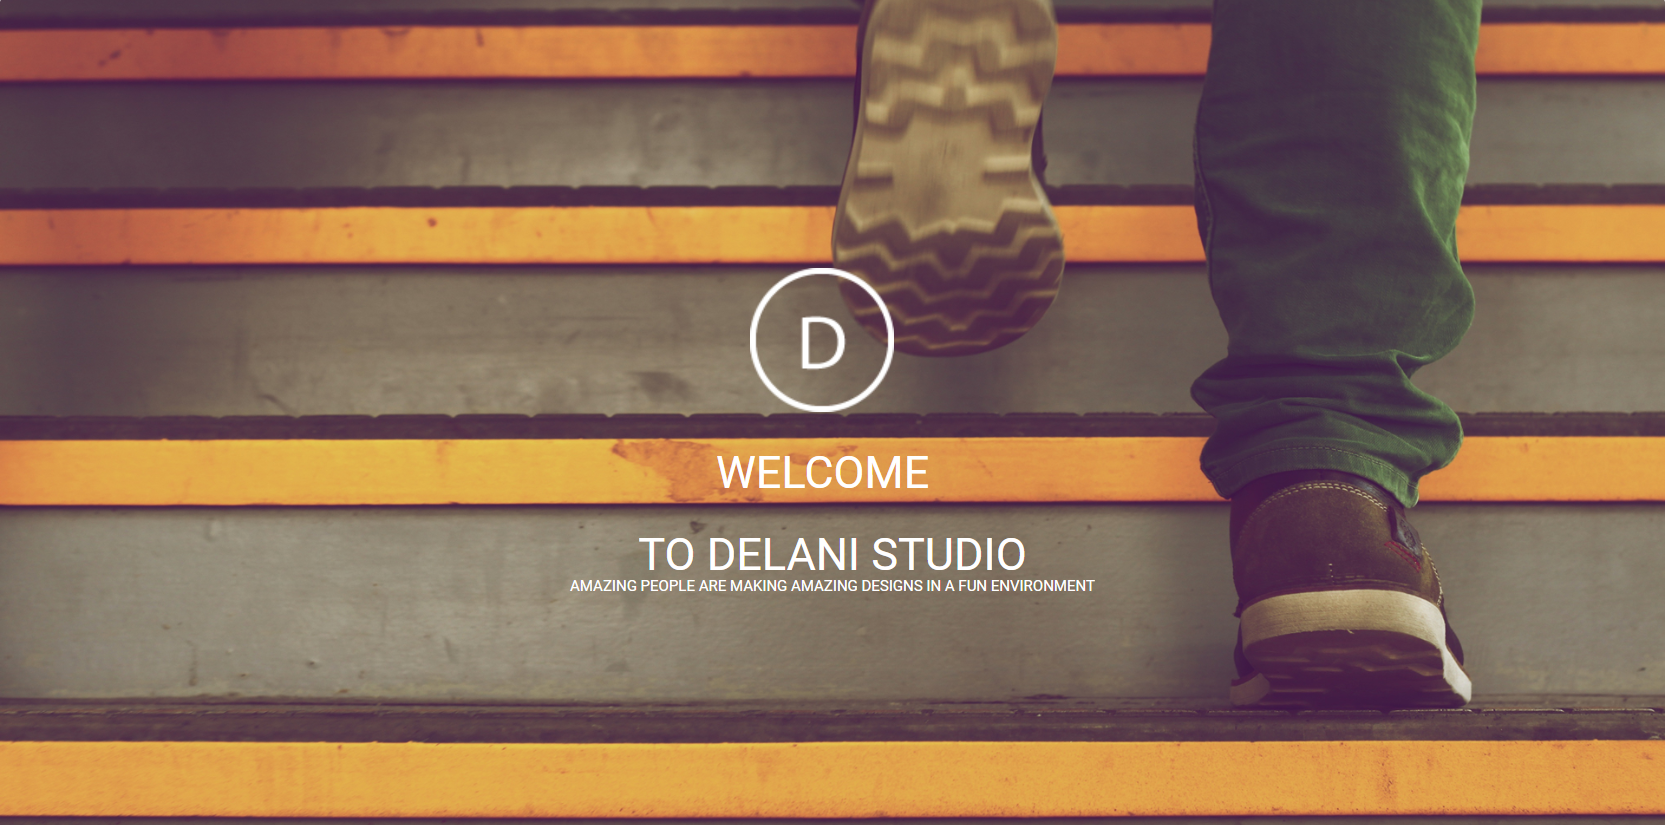 D
WELCOME
TO DELANI STUDIO
AMAZING PEOPLE ARE MAKING AMAZING DESIGNS IN A FUN ENVIRONMENT